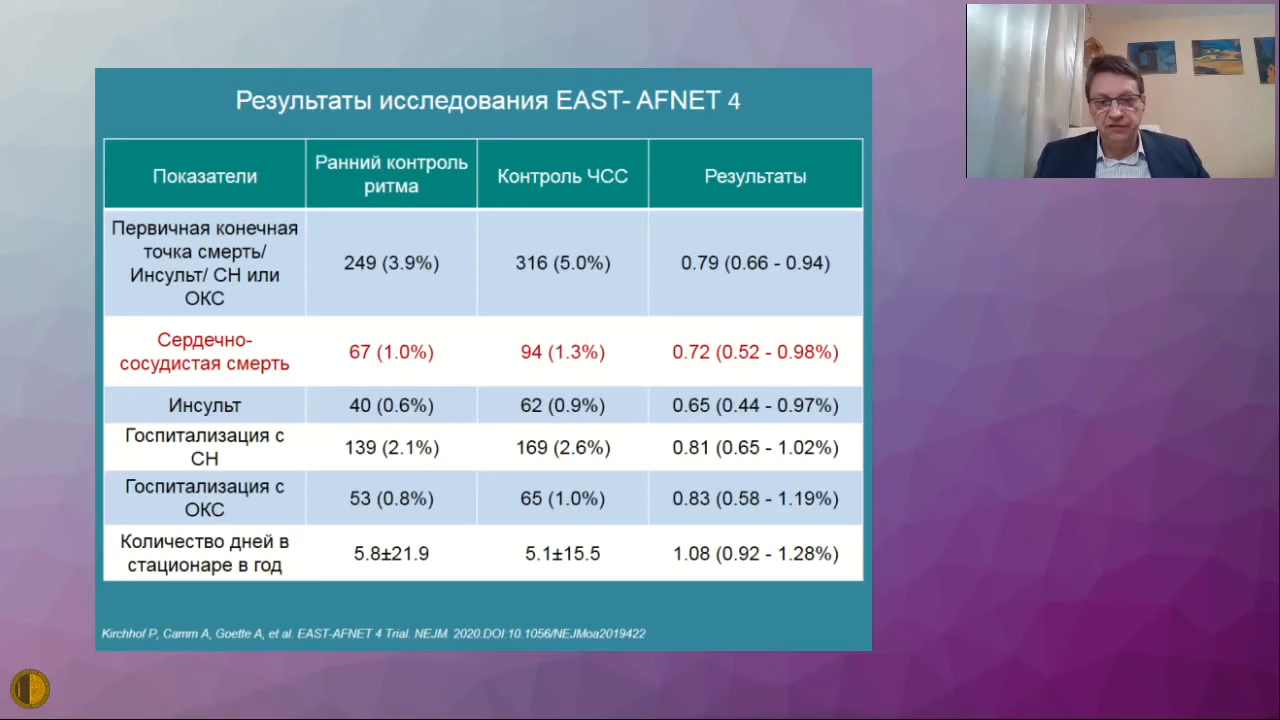 Результаты исследования EAST- AFNET 4
Показатели
Ранний контроль
ритма
Контроль ЧСС
Результаты
Первичная конечная
точка смерть/
Инсульт/ СН или
ОКС
249 (3.9%)
316 (5.0%)
0.79 (0.66 - 0.94)
Сердечно-
сосудистая смерть
67 (1.0%)
94 (1.3%)
0.72 (0.52 - 0.98%)
Инсульт
40 (0.6%)
62 (0.9%)
0.65 (0.44 - 0.97%)
Госпитализация с
СН
139 (2.1%)
169 (2.6%)
0.81 (0.65 - 1.02%)
Госпитализация с
ОКС
53 (0.8%)
65 (1.0%)
0.83 (0.58 - 1.19%)
Количество дней в
стационаре в год
5.8±21.9
5.1±15.5
1.08 (0.92 - 1.28%)
Kirchhof P, Camm A, Goette A, et al. EAST-AFNET 4 Trial. NEJM. 2020.DOI:10.1056/NEJMoa2019422